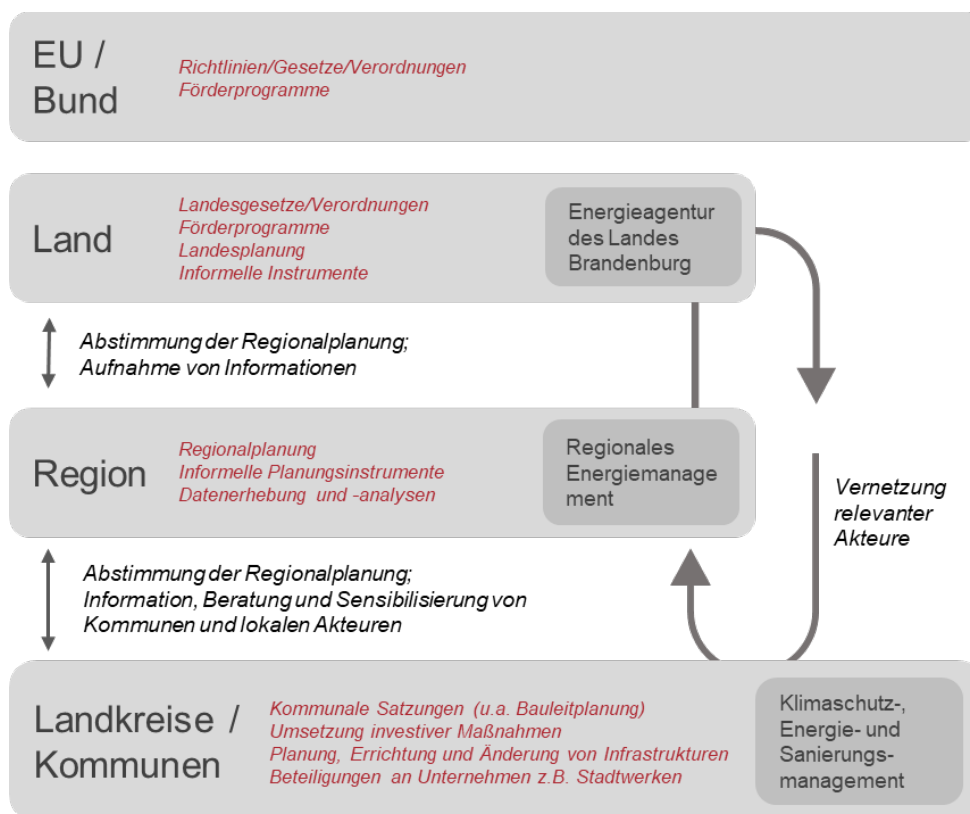 EU /
Bund
Richtlinien/Gesetze/Verordnungen
Förderprogramme
Land
Landesgesetze/Verordnungen
Förderprogramme
Landesplanung
Informelle Instrumente
Energieagentur
des Landes
Brandenburg
Abstimmung der Regionalplanung;
Aufnahme von Informationen
Region
Regionalplanung
Informelle Planungsinstrumente
Datenerhebung und -analysen
Regionales
Energiemanage
ment
Vernetzung
relevanter
Akteure
Abstimmung der Regionalplanung;
Information, Beratung und Sensibilisierung von
Kommunen und lokalen Akteuren
Landkreise /
Kommunen
Kommunale Satzungen (u.a. Bauleitplanung)
Umsetzung investiver Maßnahmen
Planung, Errichtung und Änderung von Infrastrukturen
Beteiligungen an Unternehmen z.B. Stadtwerken
Klimaschutz-,
Energie- und
Sanierungs-
management